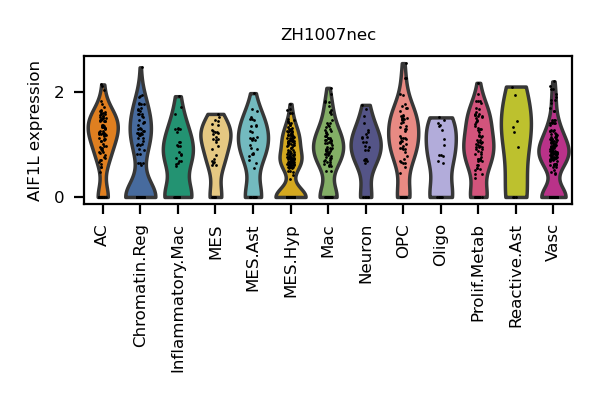 ZH1007nec
AIF1L expression
2
0
AC
Chromatin.Reg
Inflammatory.Mac
MES
MES.Ast
MES.Hyp
Mac
Neuron
OPC
Oligo
Prolif.Metab
Reactive.Ast
Vasc